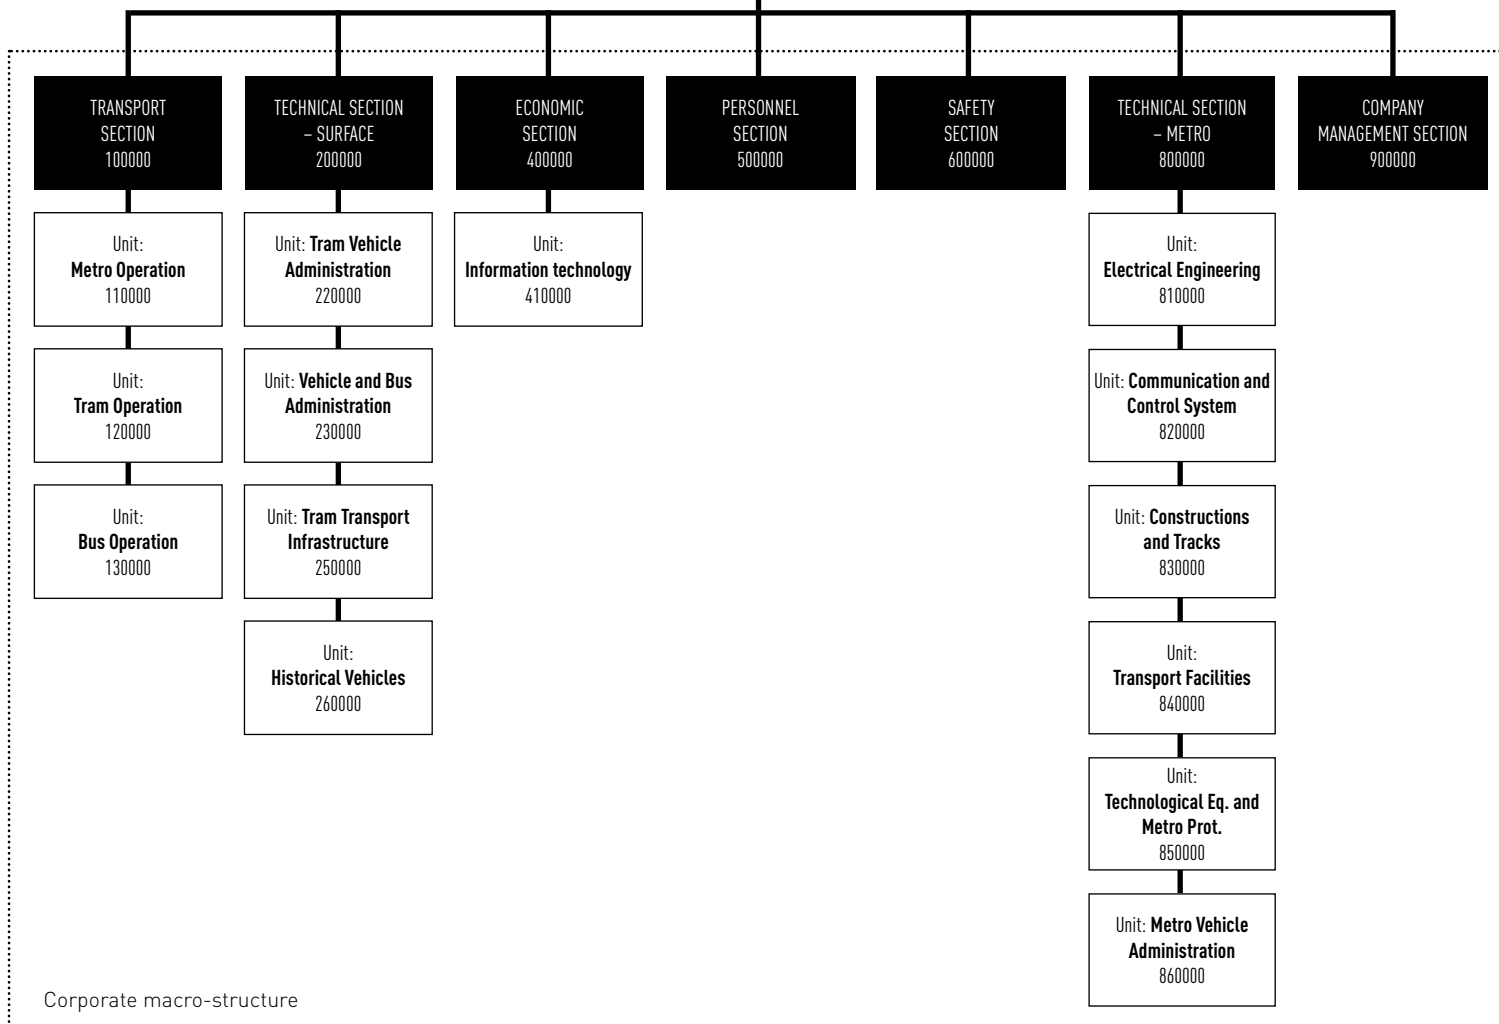 TRANSPORT
SECTION
100000
TECHNICAL SECTION
– SURFACE
200000
ECONOMIC
SECTION
400000
PERSONNEL
SECTION
500000
SAFETY
SECTION
600000
TECHNICAL SECTION
– METRO
800000
COMPANY
MANAGEMENT SECTION
900000
Unit:
Metro Operation
110000
Unit:
Tram Operation
120000
Unit:
Bus Operation
130000
Unit: Tram Vehicle
Administration
220000
Unit: Vehicle and Bus
Administration
230000
Unit: Tram Transport
Infrastructure
250000
Unit:
Historical Vehicles
260000
Unit:
Information technology
410000
Unit:
Electrical Engineering
810000
Unit: Communication and
Control System
820000
Unit: Constructions
and Tracks
830000
Unit:
Transport Facilities
840000
Unit:
Technological Eq. and
Metro Prot.
850000
Unit: Metro Vehicle
Administration
860000
Corporate macro-structure